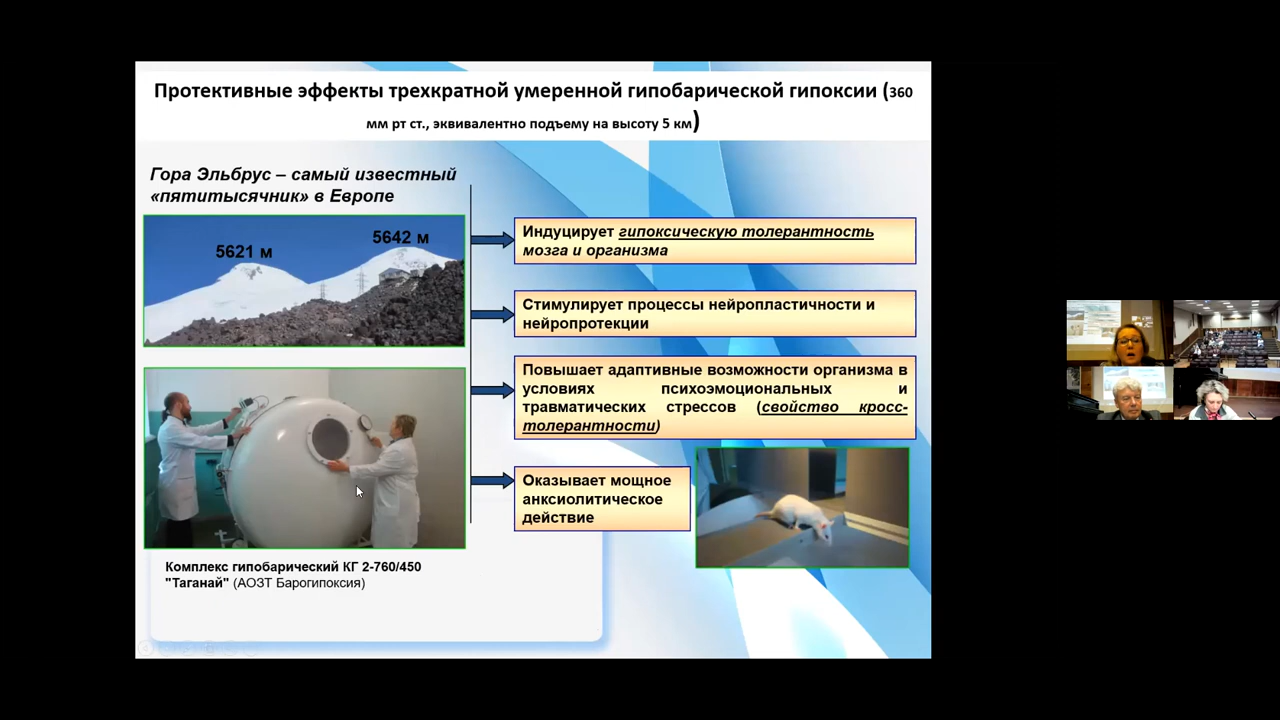 Протективные эффекты трехкратной умеренной гипобарической гипоксии (360
мм рт ст., эквивалентно подъему на высоту 5 км)
Гора Эльбрус – самый известный
«пятитысячник» в Европе
5621 м
5642 м
Индуцирует гипоксическую толерантность
мозга и организма
Стимулирует процессы нейропластичности и
нейропротекции
Повышает адаптивные возможности организма в
условиях психоэмоциональных и
травматических стрессов (свойство кросс-
толерантности)
Оказывает мощное
анксиолитическое
действие
Комплекс гипобарический КГ 2-760/450
"Таганай" (АОЗТ Барогипоксия)